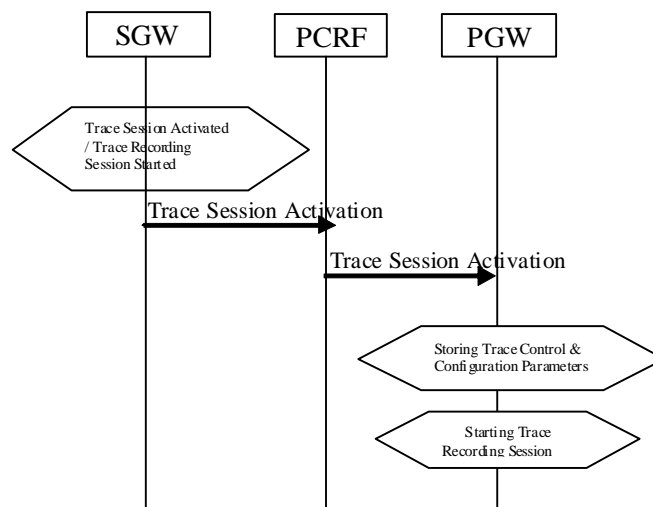 SGW
PCRF
PGW
Trace Session Activated
/ Trace Recording
Session Started
Trace Session Activation
Trace Session Activation
Storing Trace Control &
Configuration Parameters
Starting Trace
Recording Session